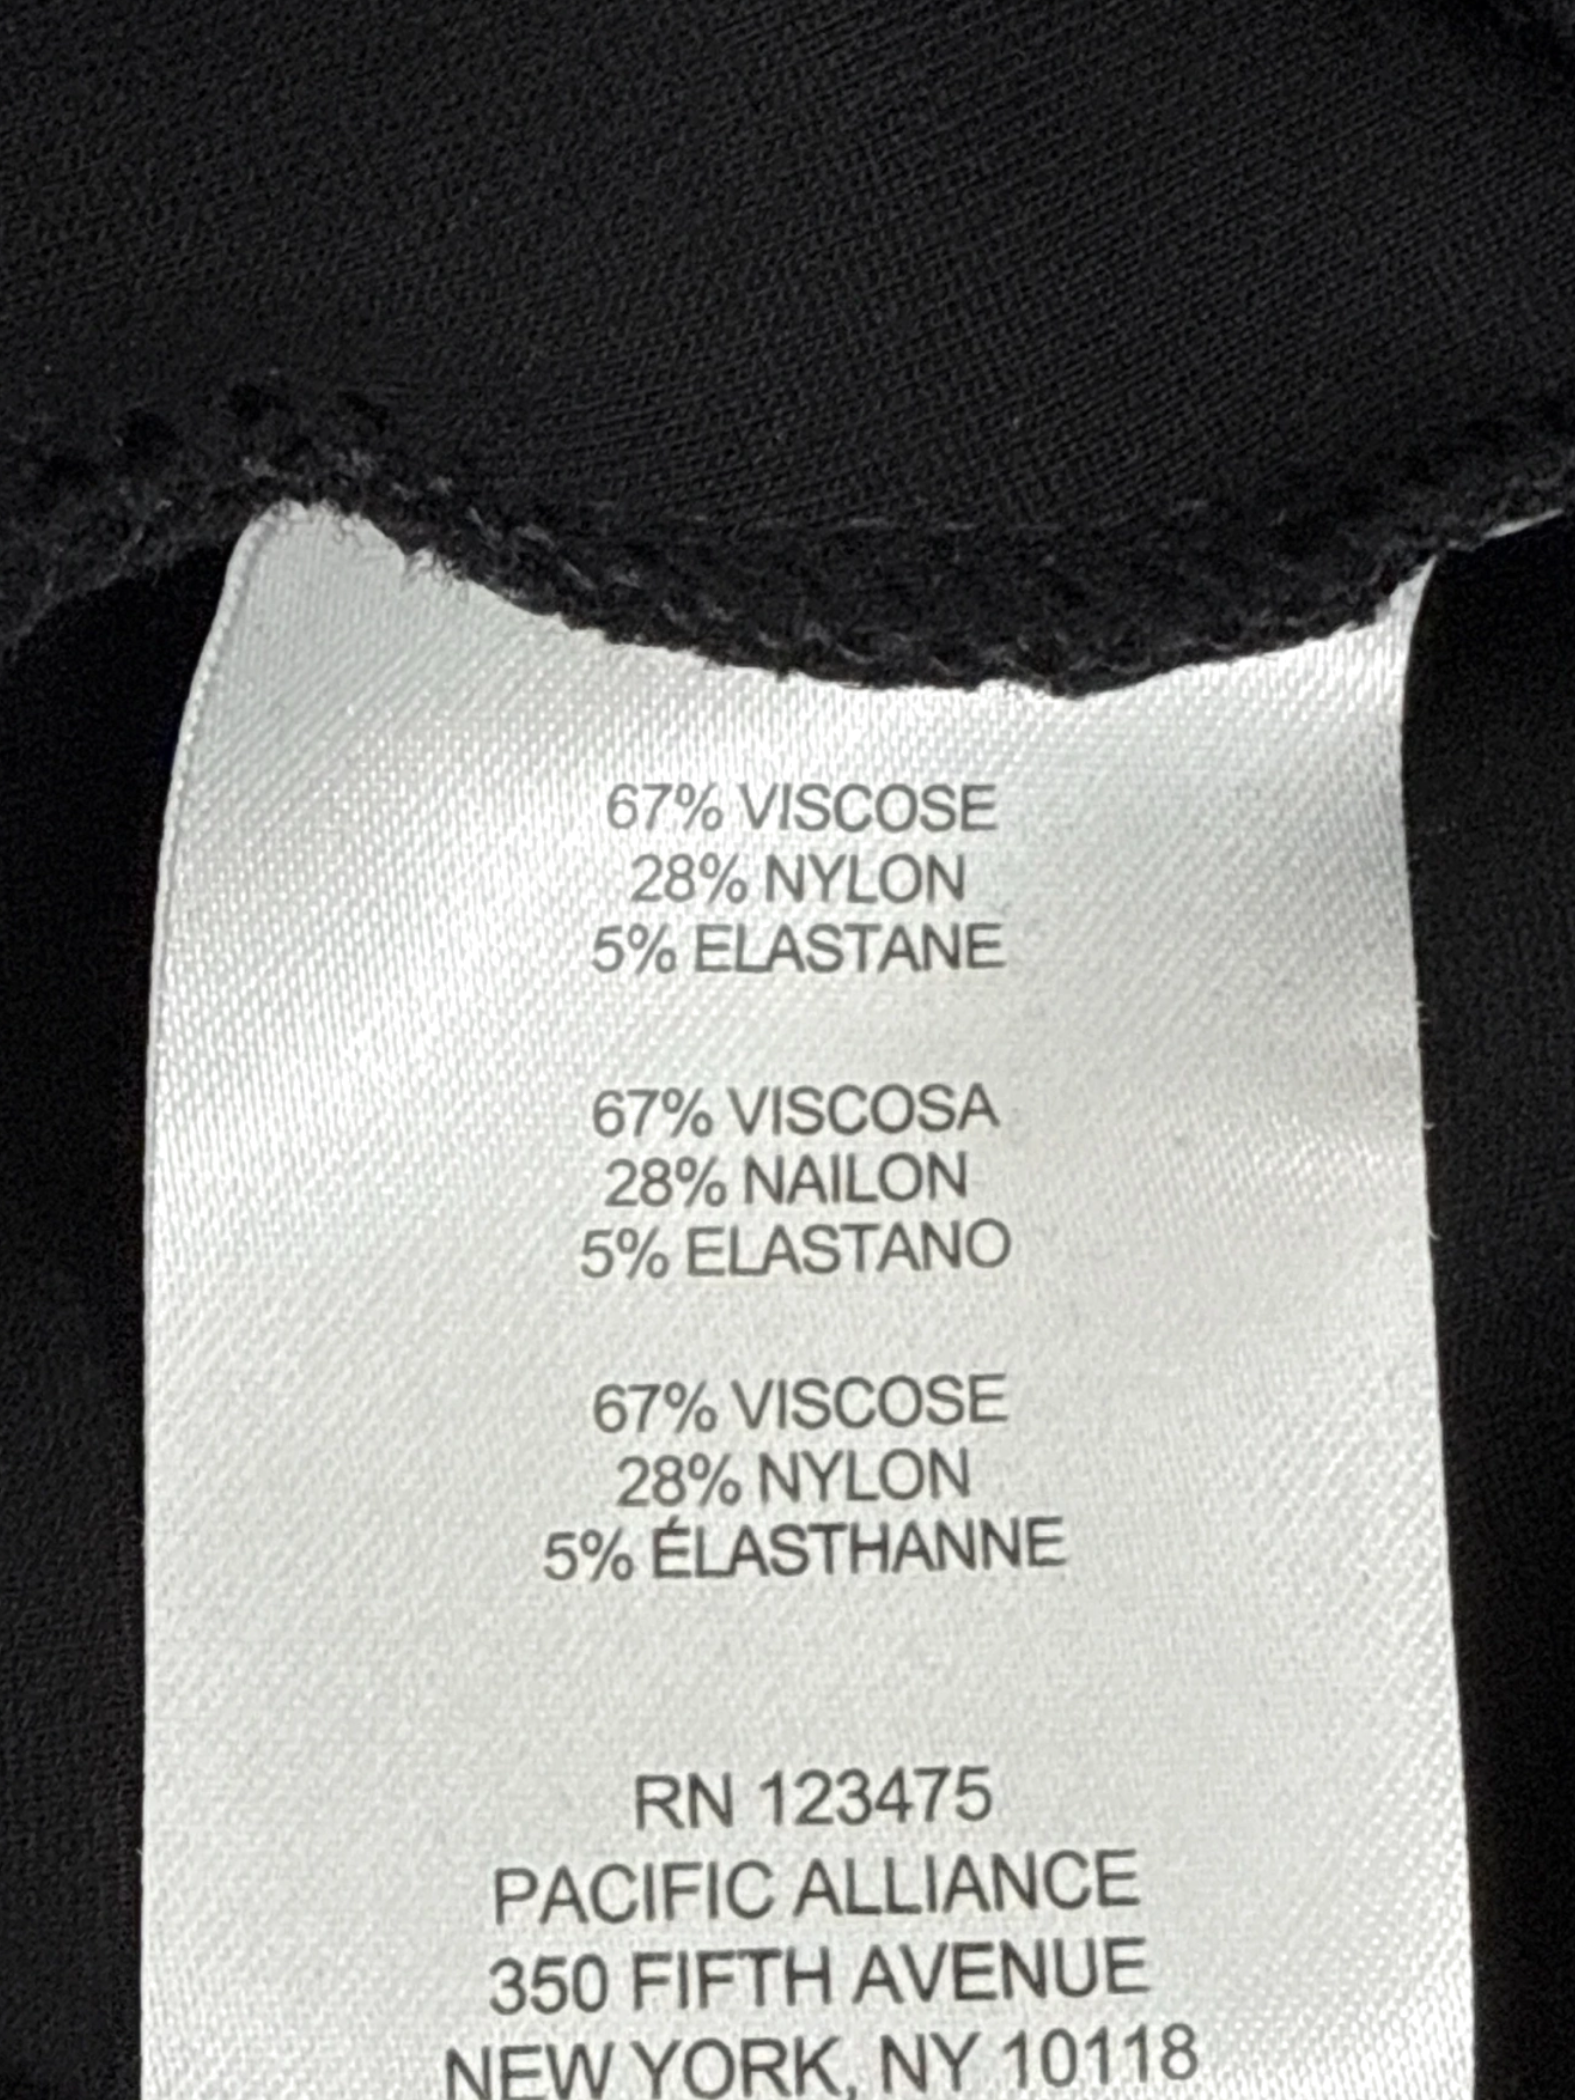 67% VISCOSE
28% NYLON
5% ELASTANE
67% VISCOSA
28% NAILON
5% ELASTANO
67% VISCOSE
28% NYLON
5% ÉLASTHANNE
RN 123475
PACIFIC ALLIANCE
350 FIFTH AVENUE
NEW YORK, NY 10118